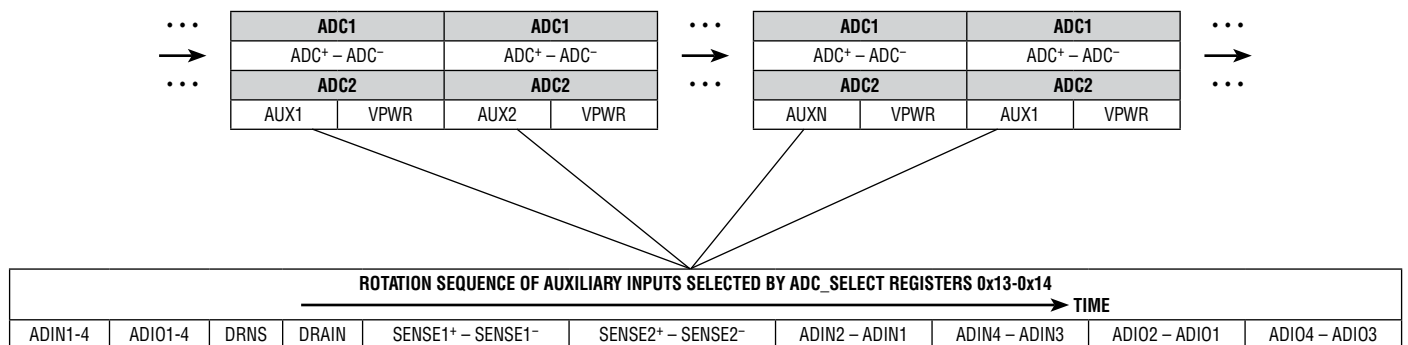 • • • ADC1 ADC1 • • • ADC1 ADC1 • • •
ADC+ – ADC– ADC+ – ADC– ADC+ – ADC– ADC+ – ADC–
• • • ADC2 ADC2 • • • ADC2 ADC2 • • •
AUX1 VPWR AUX2 VPWR AUXN VPWR AUX1 VPWR
ROTATION SEQUENCE OF AUXILIARY INPUTS SELECTED BY ADC_SELECT REGISTERS 0x13-0x14
TIME
ADIN1-4 ADIO1-4 DRNS DRAIN SENSE1+ – SENSE1– SENSE2+ – SENSE2– ADIN2 – ADIN1 ADIN4 – ADIN3 ADIO2 – ADIO1 ADIO4 – ADIO3